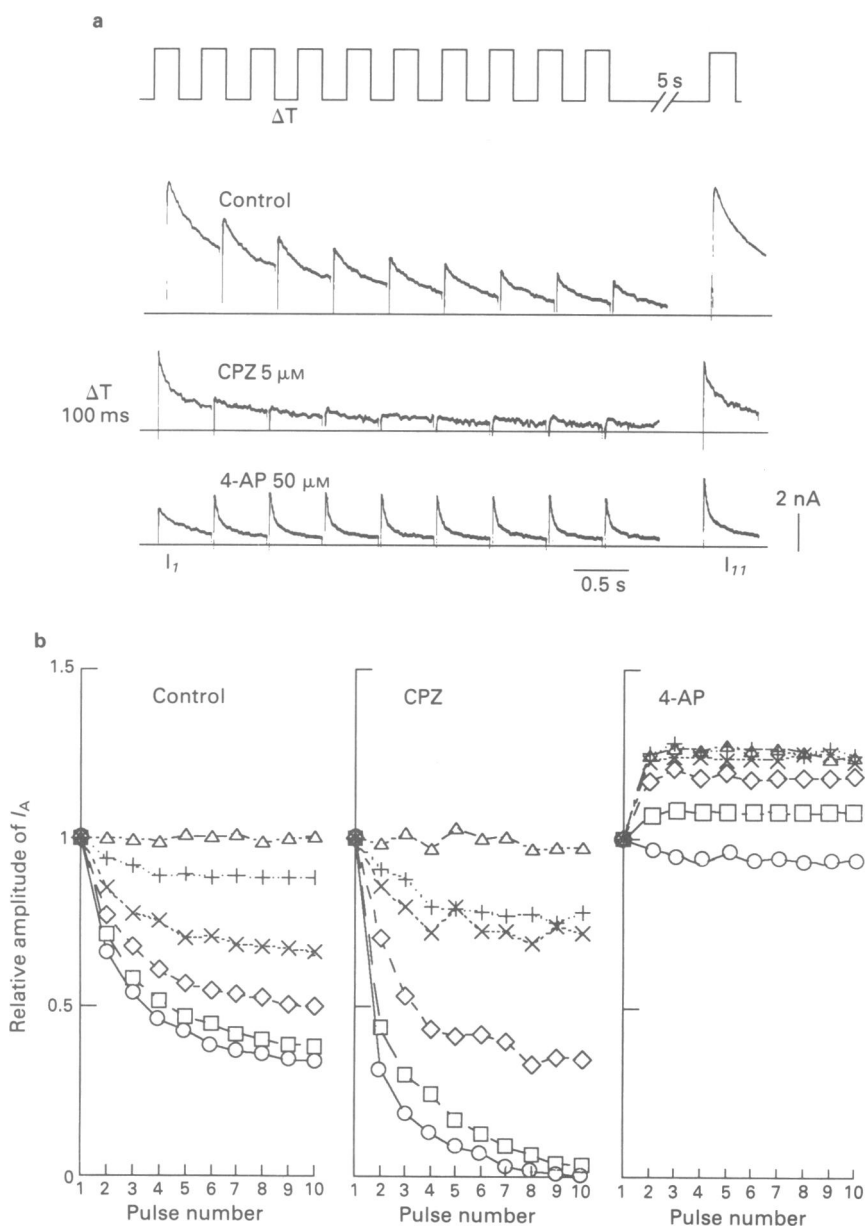 a
5 s
ΔT
Control
CPZ 5 μM
ΔT
100 ms
4-AP 50 μM
2 nA
I1
I11
0.5 s
b
1.5
Control
CPZ
4-AP
1
0.5
0
Relative amplitude of IA
1 2 3 4 5 6 7 8 9 10
1 2 3 4 5 6 7 8 9 10
1 2 3 4 5 6 7 8 9 10
Pulse number
Pulse number
Pulse number